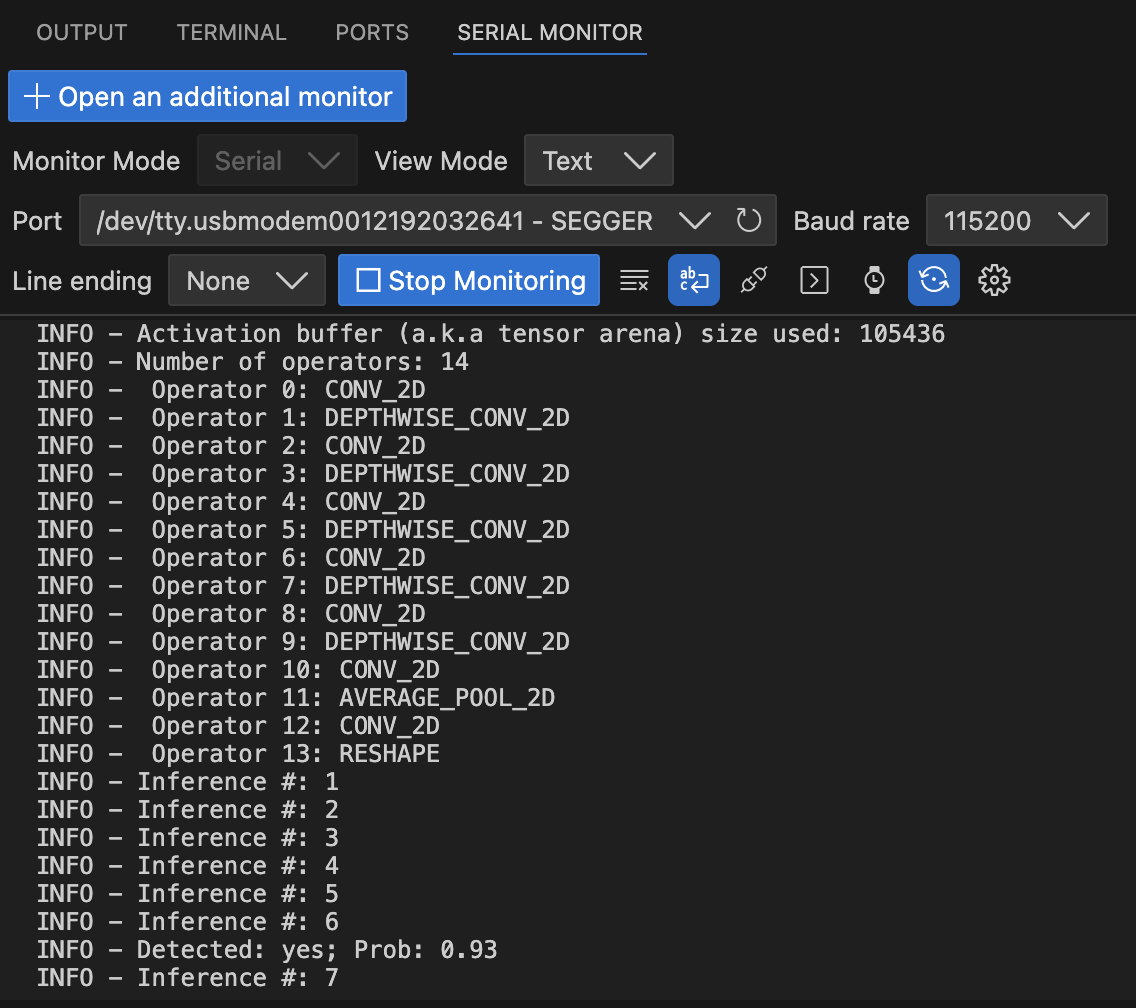 OUTPUT TERMINAL PORTS SERIAL MONITOR
Open an additional monitor
Monitor Mode Serial View Mode Text
Port /dev/tty.usbmodem0012192032641 - SEGGER Baud rate 115200
Line ending None Stop Monitoring
INFO - Activation buffer (a.k.a tensor arena) size used: 105436
INFO - Number of operators: 14
INFO -  Operator 0: CONV_2D
INFO -  Operator 1: DEPTHWISE_CONV_2D
INFO -  Operator 2: CONV_2D
INFO -  Operator 3: DEPTHWISE_CONV_2D
INFO -  Operator 4: CONV_2D
INFO -  Operator 5: DEPTHWISE_CONV_2D
INFO -  Operator 6: CONV_2D
INFO -  Operator 7: DEPTHWISE_CONV_2D
INFO -  Operator 8: CONV_2D
INFO -  Operator 9: DEPTHWISE_CONV_2D
INFO -  Operator 10: CONV_2D
INFO -  Operator 11: AVERAGE_POOL_2D
INFO -  Operator 12: CONV_2D
INFO -  Operator 13: RESHAPE
INFO - Inference #: 1
INFO - Inference #: 2
INFO - Inference #: 3
INFO - Inference #: 4
INFO - Inference #: 5
INFO - Inference #: 6
INFO - Detected: yes; Prob: 0.93
INFO - Inference #: 7